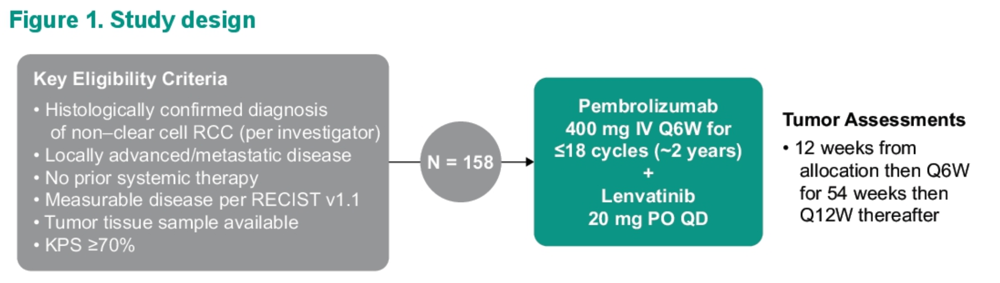 Figure 1. Study design
Key Eligibility Criteria
• Histologically confirmed diagnosis
of non–clear cell RCC (per investigator)
• Locally advanced/metastatic disease
• No prior systemic therapy
• Measurable disease per RECIST v1.1
• Tumor tissue sample available
• KPS ≥70%
N = 158
Pembrolizumab
400 mg IV Q6W for
≤18 cycles (~2 years)
+
Lenvatinib
20 mg PO QD
Tumor Assessments
• 12 weeks from
allocation then Q6W
for 54 weeks then
Q12W thereafter